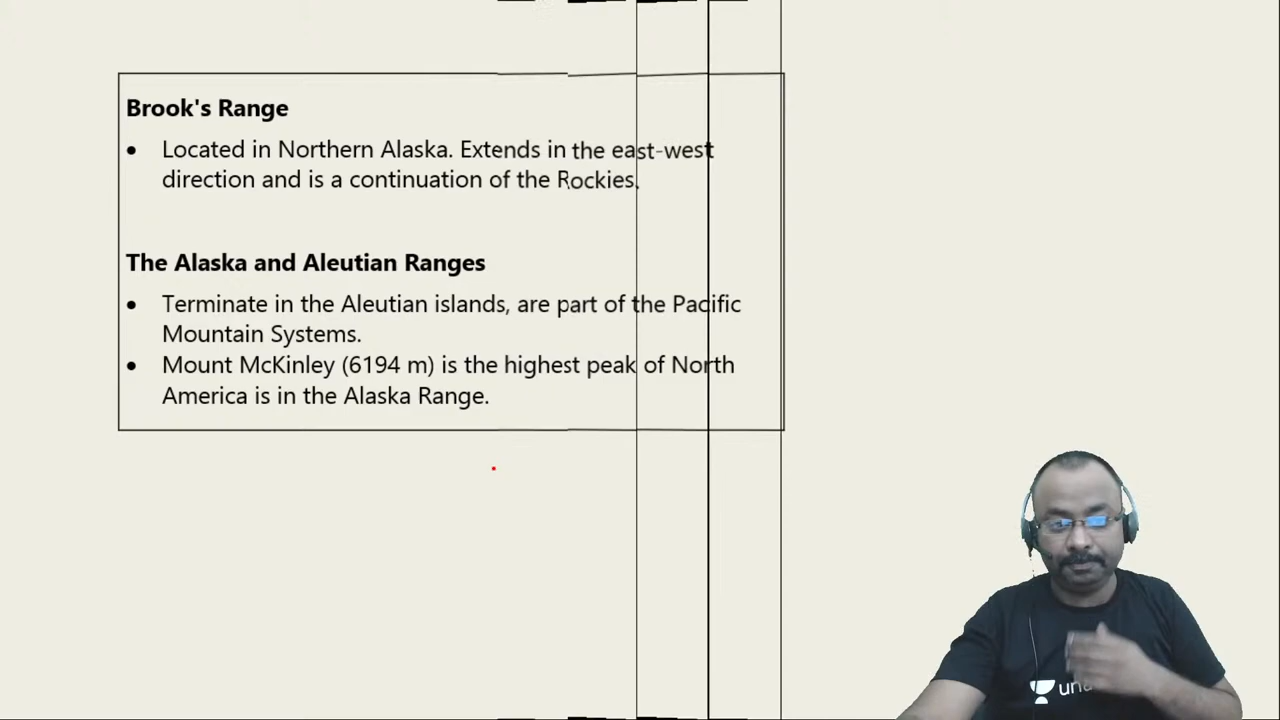 Brook's Range
• Located in Northern Alaska. Extends in the east-west
direction and is a continuation of the Rockies.
The Alaska and Aleutian Ranges
• Terminate in the Aleutian islands, are part of the Pacific
Mountain Systems.
• Mount McKinley (6194 m) is the highest peak of North
America is in the Alaska Range.